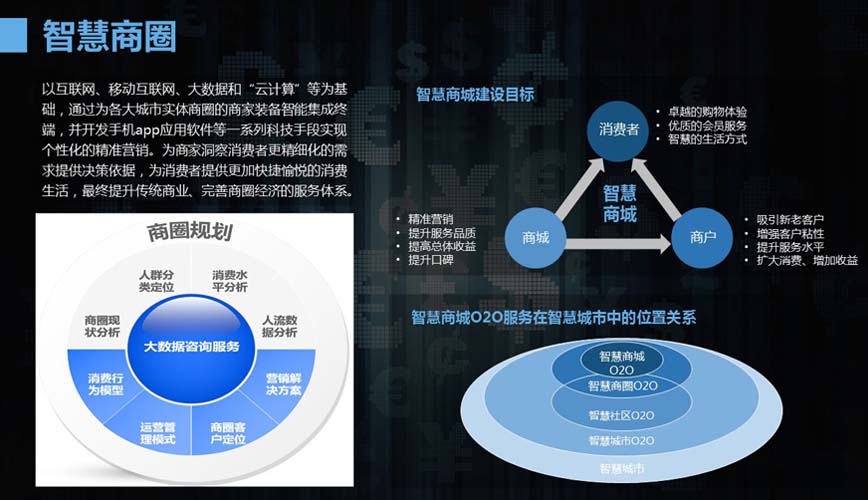 智慧商圈
以互联网、移动互联网、大数据和“云计算”等为基
础，通过为各大城市实体商圈的商家装备智能集成终
端，并开发手机app应用软件等一系列科技手段实现
个性化的精准营销。为商家洞察消费者更精细化的需
求提供决策依据，为消费者提供更加快捷愉悦的消费
生活，最终提升传统商业、完善商圈经济的服务体系。
商圈规划
人群分
类定位
消费水
平分析
商圈现
状分析
人流数
据分析
大数据咨询服务
消费行
为模型
营销解
决方案
运营管
理模式
商圈客
户定位
智慧商城建设目标
消费者
• 卓越的购物体验
• 优质的会员服务
• 智慧的生活方式
智慧
商城
• 精准营销
• 提升服务品质
• 提高总体收益
• 提升口碑
商城
商户
• 吸引新老客户
• 增强客户粘性
• 提升服务水平
• 扩大消费、增加收益
智慧商城O2O服务在智慧城市中的位置关系
智慧商城
O2O
智慧商圈O2O
智慧社区O2O
智慧城市O2O
智慧城市